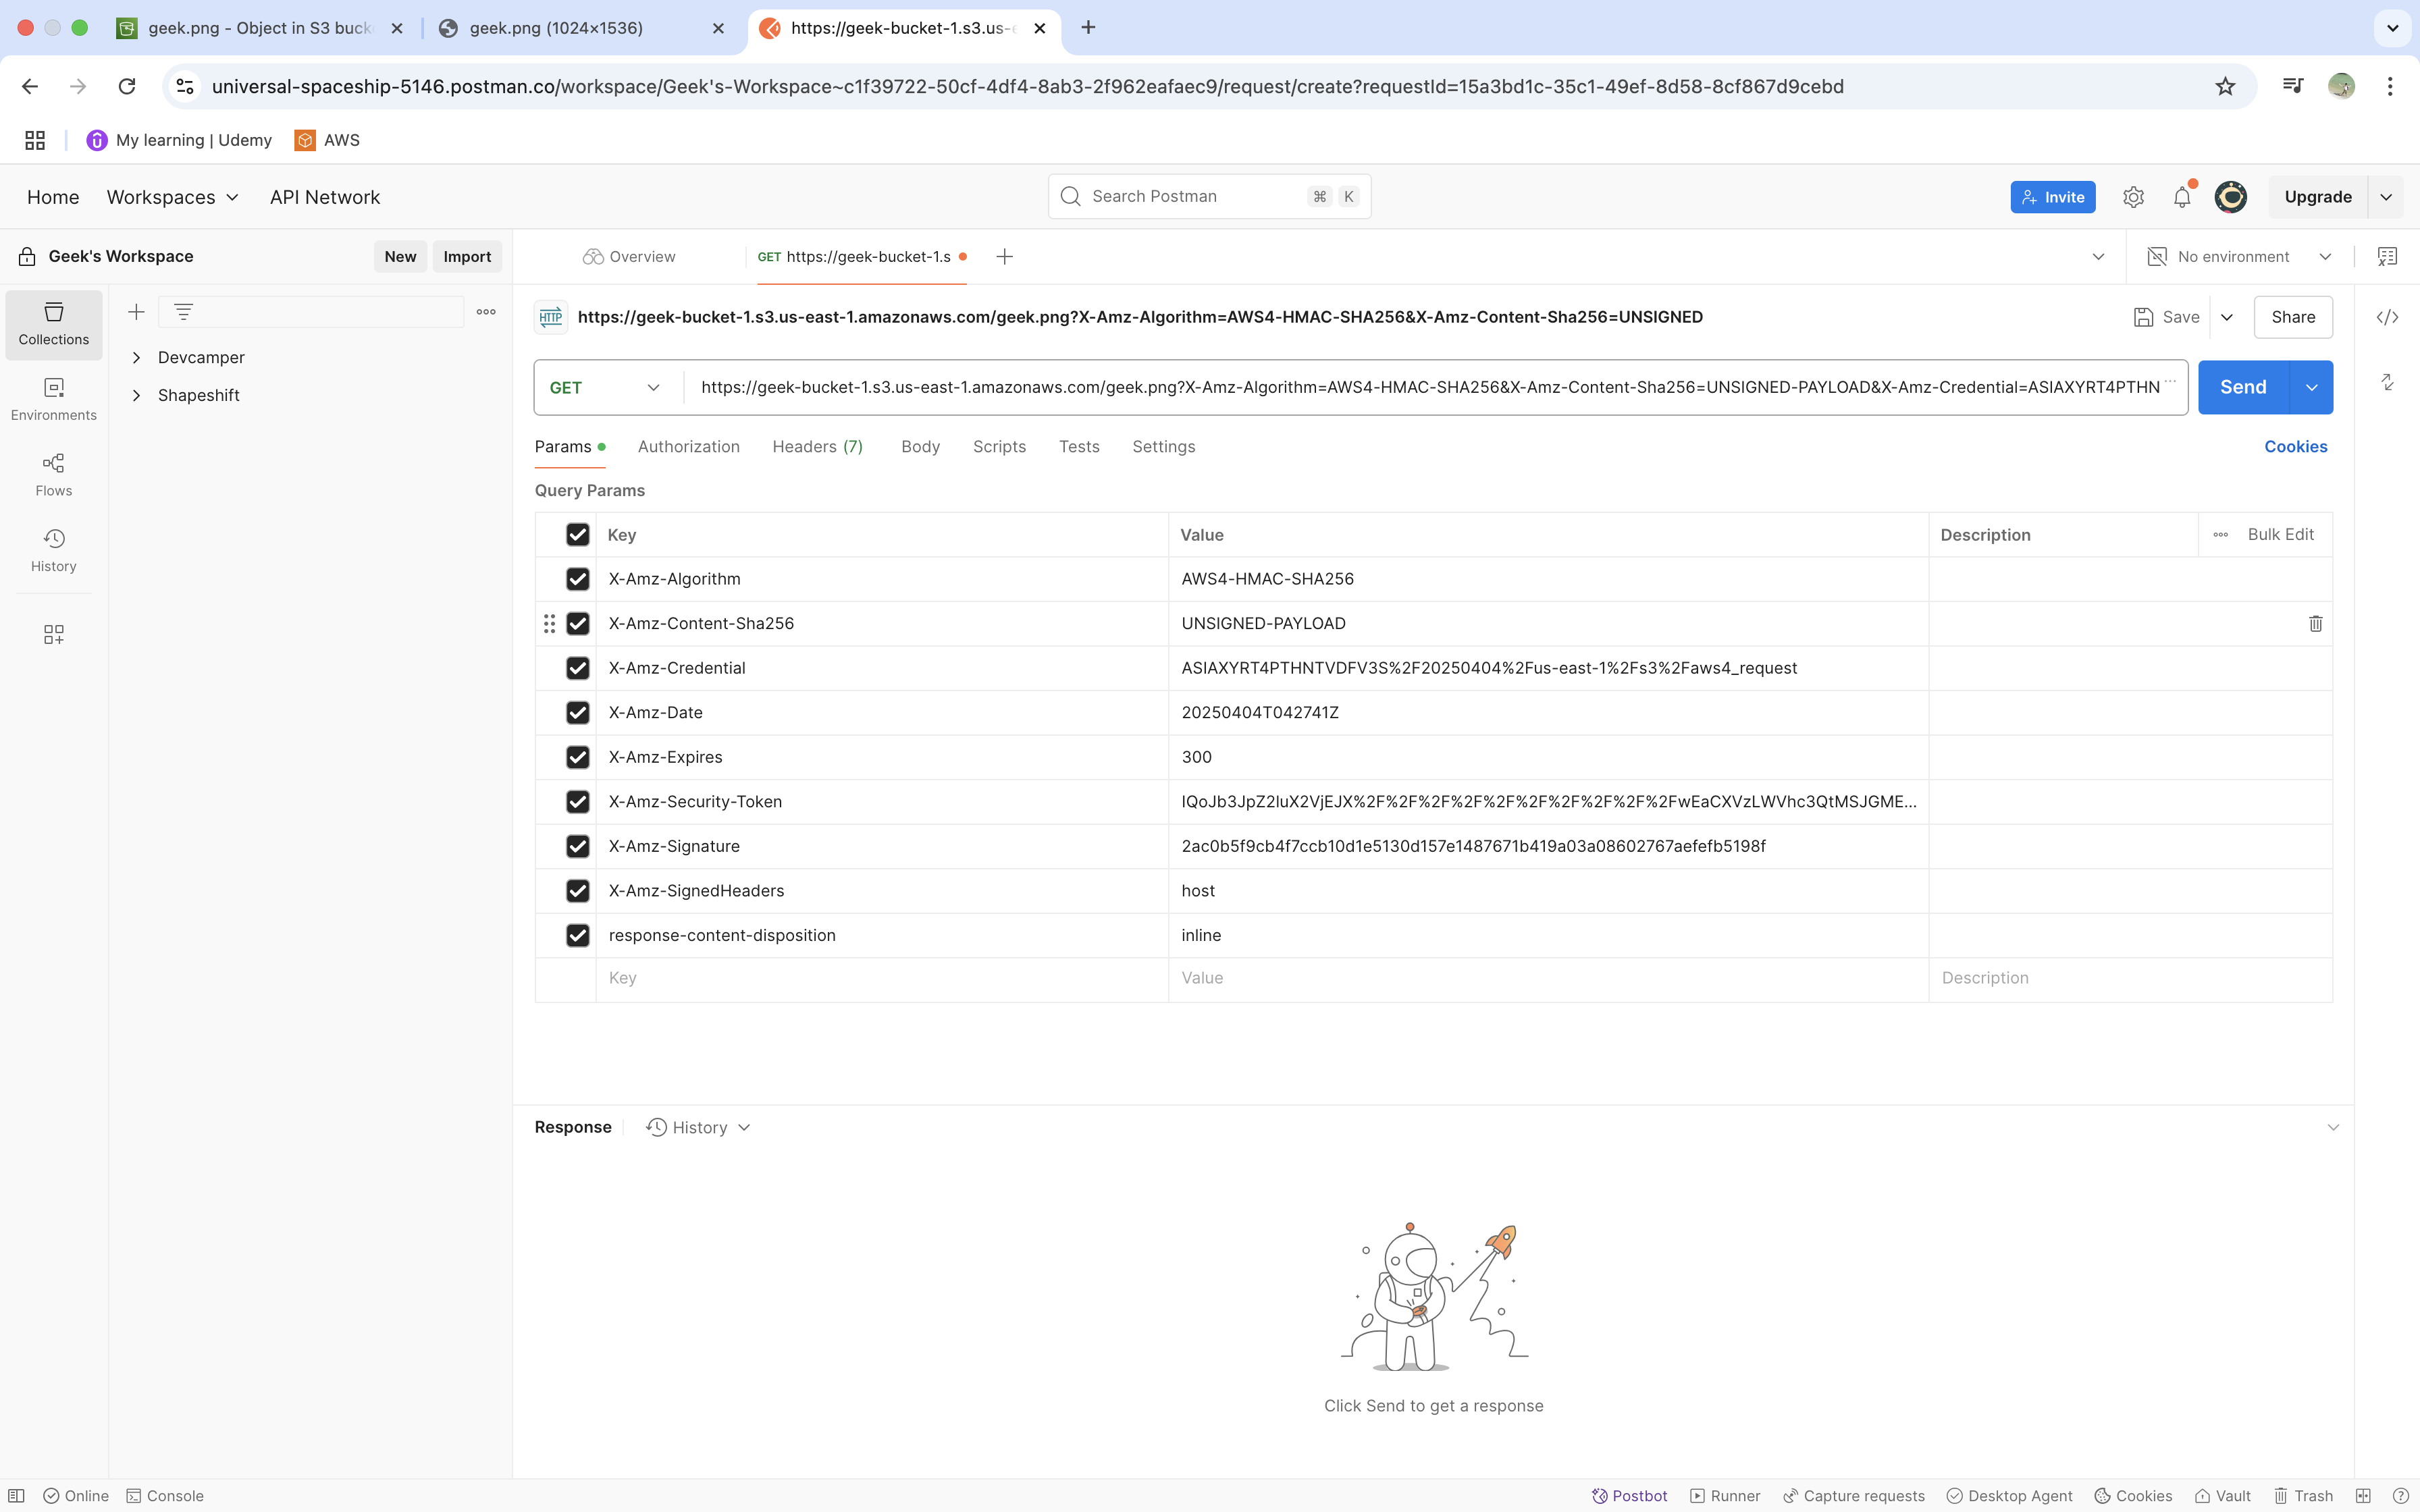 geek.png - Object in S3 buck
geek.png (1024×1536)
https://geek-bucket-1.s3.us-e
universal-spaceship-5146.postman.co/workspace/Geek's-Workspace~c1f39722-50cf-4df4-8ab3-2f962eafaec9/request/create?requestId=15a3bd1c-35c1-49ef-8d58-8cf867d9cebd
My learning | Udemy
AWS
Home
Workspaces
API Network
Search Postman
⌘ K
Invite
Upgrade
Geek's Workspace
New
Import
Overview
GET https://geek-bucket-1.s
No environment
Collections
Environments
Flows
History
Devcamper
Shapeshift
HTTP
https://geek-bucket-1.s3.us-east-1.amazonaws.com/geek.png?X-Amz-Algorithm=AWS4-HMAC-SHA256&X-Amz-Content-Sha256=UNSIGNED
Save
Share
GET
https://geek-bucket-1.s3.us-east-1.amazonaws.com/geek.png?X-Amz-Algorithm=AWS4-HMAC-SHA256&X-Amz-Content-Sha256=UNSIGNED-PAYLOAD&X-Amz-Credential=ASIAXYRT4PTHN
Send
Params
Authorization
Headers (7)
Body
Scripts
Tests
Settings
Cookies
Query Params
Key Value Description Bulk Edit
X-Amz-Algorithm AWS4-HMAC-SHA256
X-Amz-Content-Sha256 UNSIGNED-PAYLOAD
X-Amz-Credential ASIAXYRT4PTHNTVDFV3S%2F20250404%2Fus-east-1%2Fs3%2Faws4_request
X-Amz-Date 20250404T042741Z
X-Amz-Expires 300
X-Amz-Security-Token IQoJb3JpZ2luX2VjEJX%2F%2F%2F%2F%2F%2F%2F%2F%2F%2FwEaCXVzLWVhc3QtMSJGME...
X-Amz-Signature 2ac0b5f9cb4f7ccb10d1e5130d157e1487671b419a03a08602767aefefb5198f
X-Amz-SignedHeaders host
response-content-disposition inline
Key Value Description
Response
History
Click Send to get a response
Online
Console
Postbot
Runner
Capture requests
Desktop Agent
Cookies
Vault
Trash